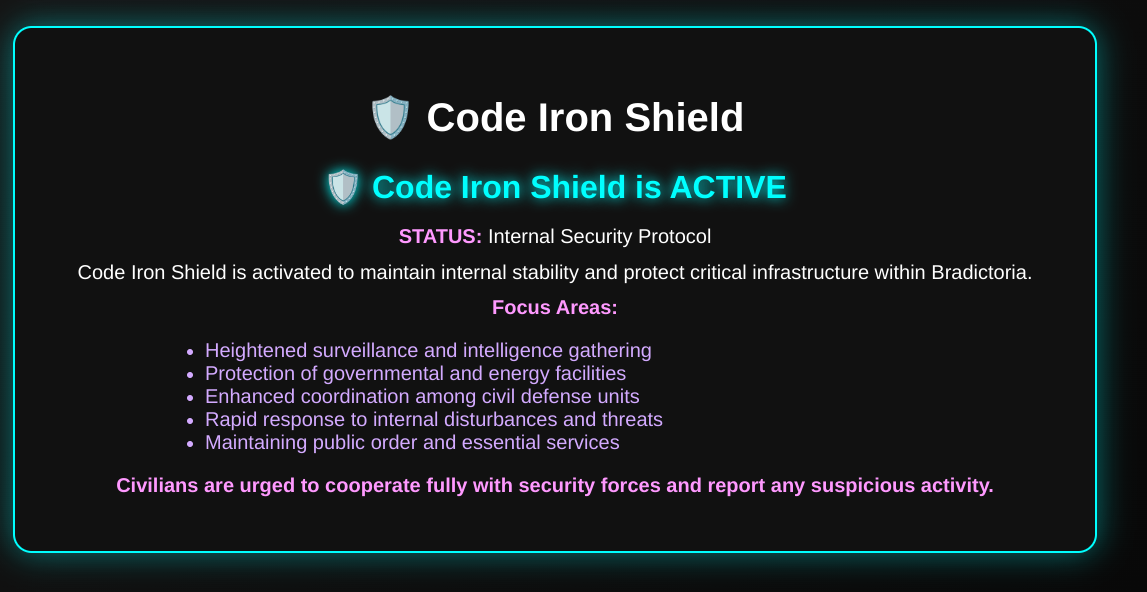 🛡️ Code Iron Shield
🛡️ Code Iron Shield is ACTIVE
STATUS: Internal Security Protocol
Code Iron Shield is activated to maintain internal stability and protect critical infrastructure within Bradictoria.
Focus Areas:
• Heightened surveillance and intelligence gathering
• Protection of governmental and energy facilities
• Enhanced coordination among civil defense units
• Rapid response to internal disturbances and threats
• Maintaining public order and essential services
Civilians are urged to cooperate fully with security forces and report any suspicious activity.